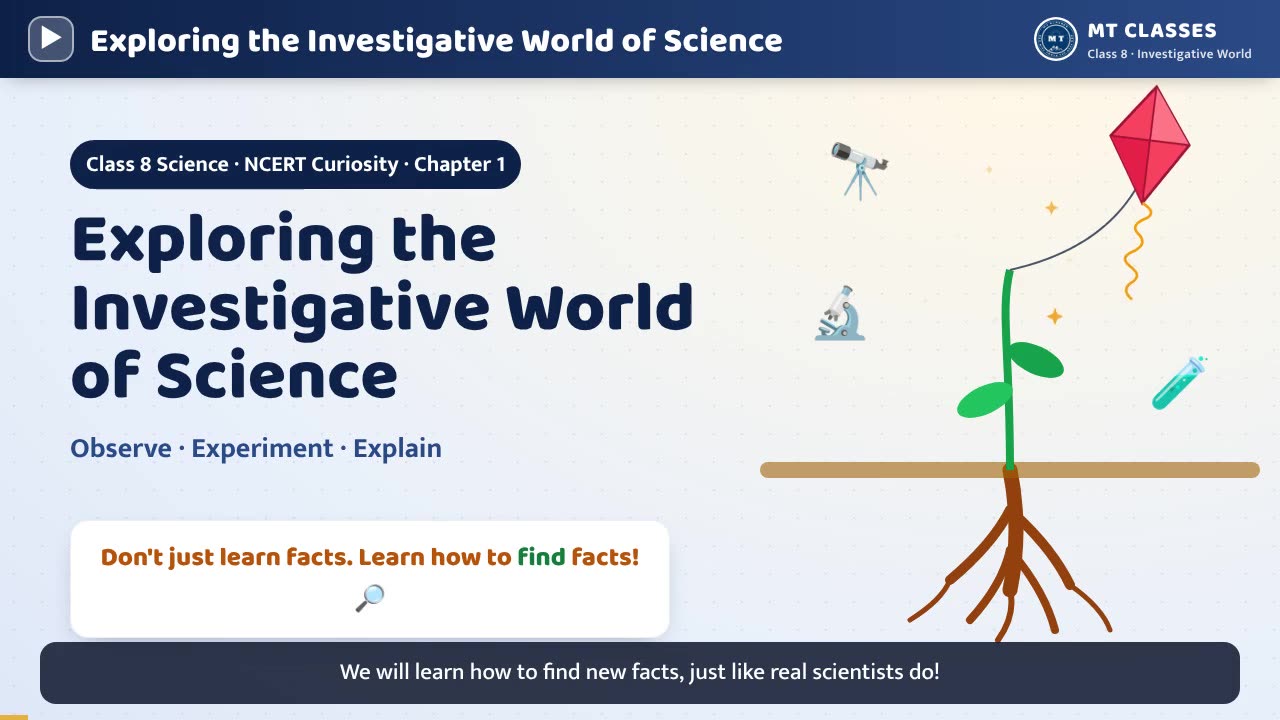 Exploring the Investigative World of Science
MT
MT CLASSES
Class 8 · Investigative World
Class 8 Science · NCERT Curiosity · Chapter 1
Exploring the
Investigative World
of Science
Observe · Experiment · Explain
Don't just learn facts. Learn how to find facts!
We will learn how to find new facts, just like real scientists do!